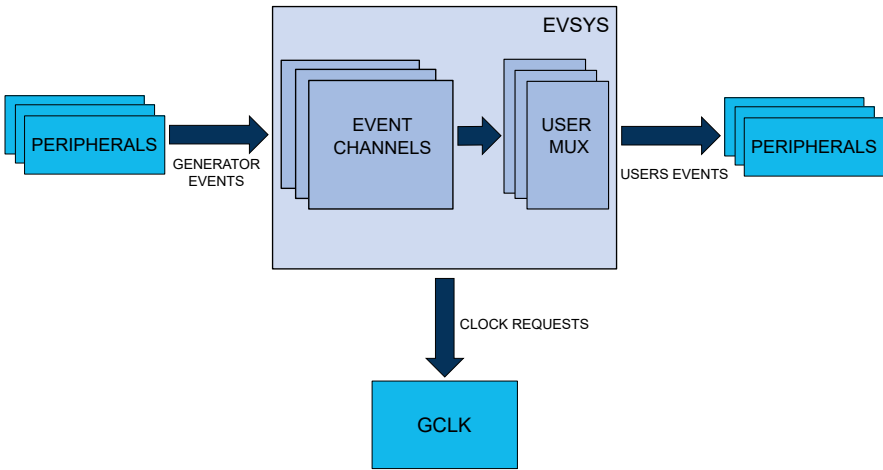 EVSYS
PERIPHERALS
GENERATOR
EVENTS
EVENT
CHANNELS
USER
MUX
USERS EVENTS
PERIPHERALS
CLOCK REQUESTS
GCLK